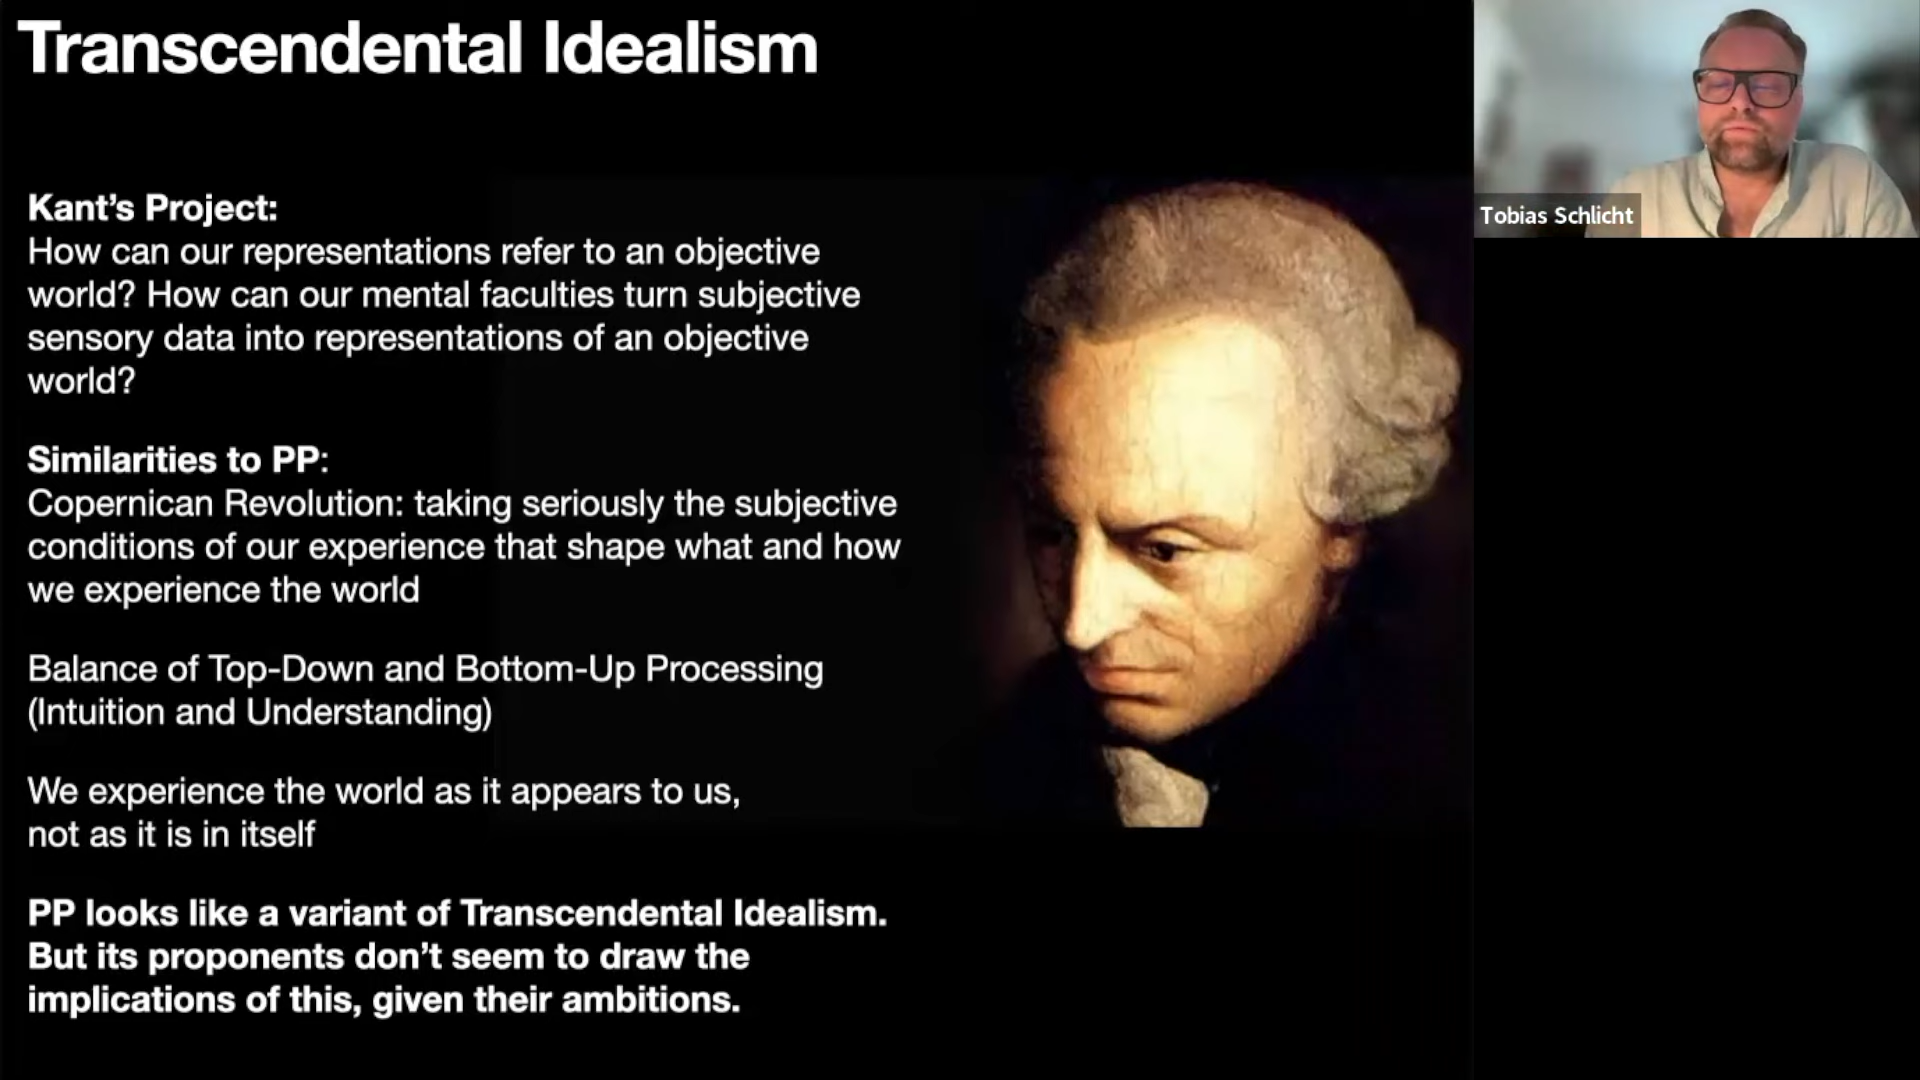 Transcendental Idealism
Tobias Schlicht
Kant’s Project:
How can our representations refer to an objective
world? How can our mental faculties turn subjective
sensory data into representations of an objective
world?
Similarities to PP:
Copernican Revolution: taking seriously the subjective
conditions of our experience that shape what and how
we experience the world
Balance of Top-Down and Bottom-Up Processing
(Intuition and Understanding)
We experience the world as it appears to us,
not as it is in itself
PP looks like a variant of Transcendental Idealism.
But its proponents don’t seem to draw the
implications of this, given their ambitions.